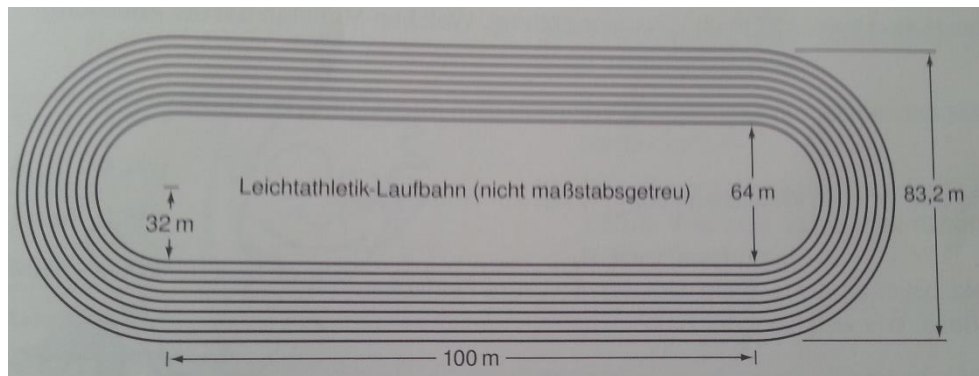 Leichtathletik-Laufbahn (nicht maßstabsgetreu)
64 m
83,2 m
32 m
100 m